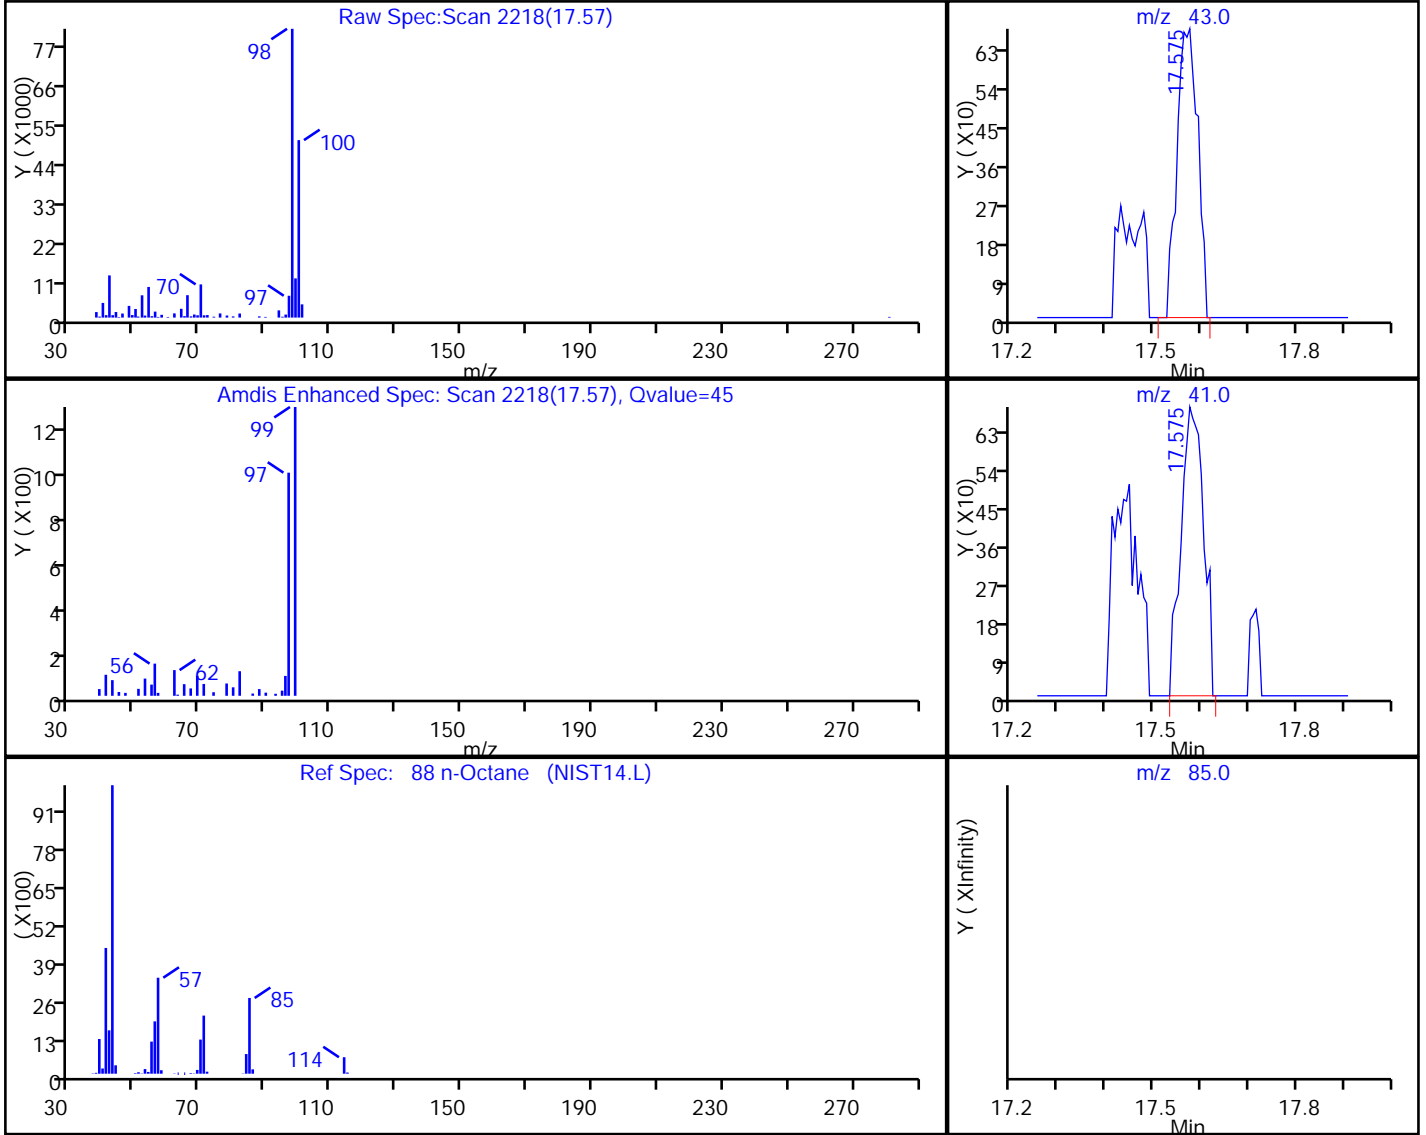 Raw Spec:Scan 2218(17.57)
Y ( X1000)
77
66
55
44
33
22
11
0
98
100
70
97
30 70 110 150 190 230 270
m/z
m/z 43.0
Y ( X10)
63
54
45
36
27
18
9
0
17.575
17.2 17.5 17.8
Min
Amdis Enhanced Spec: Scan 2218(17.57), Qvalue=45
Y ( X100)
12
10
8
6
4
2
0
99
97
56
62
30 70 110 150 190 230 270
m/z
m/z 41.0
Y ( X10)
63
54
45
36
27
18
9
0
17.575
17.2 17.5 17.8
Min
Ref Spec: 88 n-Octane (NIST14.L)
( X100)
91
78
65
52
39
26
13
0
57
85
114
30 70 110 150 190 230 270
m/z 85.0
Y ( XInfinity)
17.2 17.5 17.8
Min